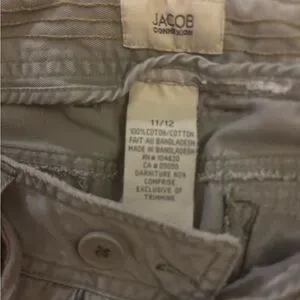 JACOB
CONNEXION
11/12
100% COTON/COTTON
FAIT AU BANGLADESH
MADE IN BANGLADESH
RN# 104820
CA# 05055
GARNITURE NON
COMPRISE
EXCLUSIVE OF
TRIMMING